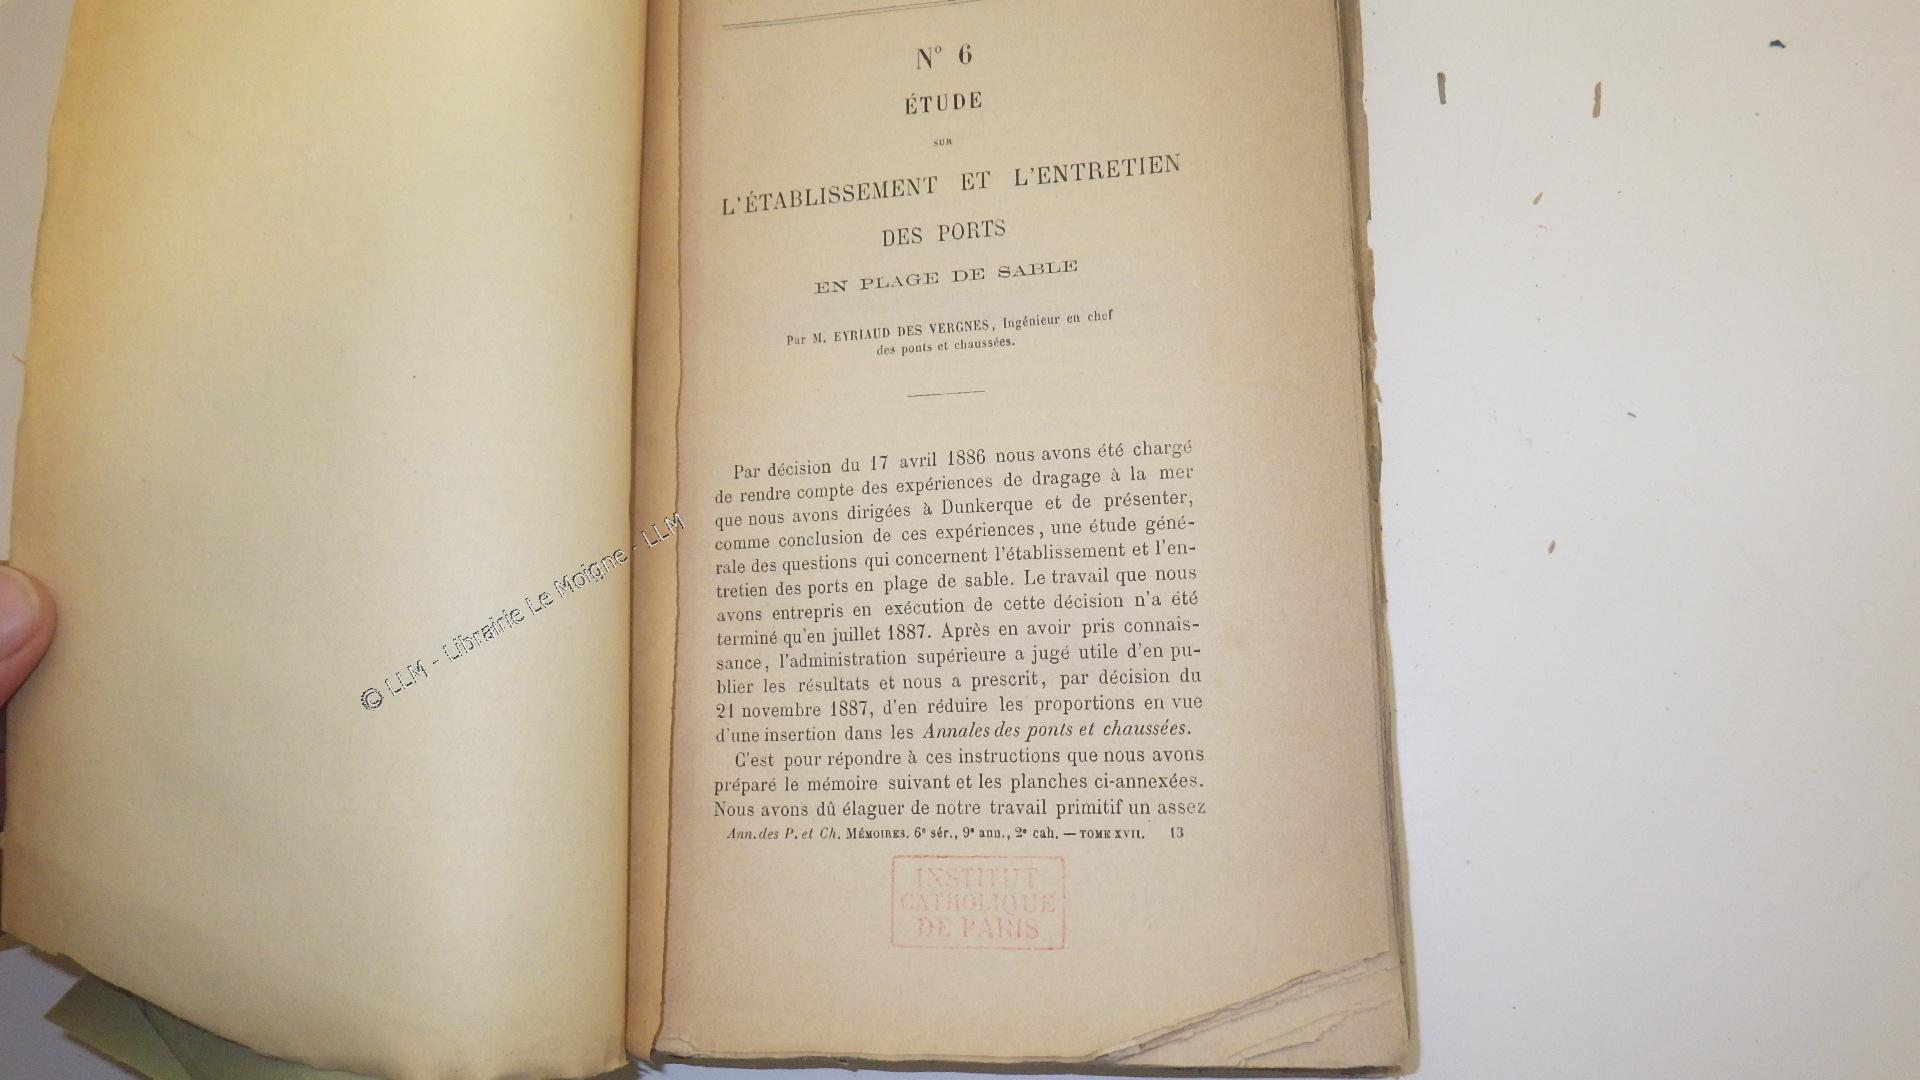 N° 6
ÉTUDE
SUR
L'ÉTABLISSEMENT ET L'ENTRETIEN
DES PORTS
EN PLAGE DE SABLE
Par M. EYRIAUD DES VERGNES, Ingénieur en chef
des ponts et chaussées.
Par décision du 17 avril 1886 nous avons été chargé
de rendre compte des expériences de dragage à la mer
que nous avons dirigées à Dunkerque et de présenter,
comme conclusion de ces expériences, une étude géné-
rale des questions qui concernent l'établissement et l'en-
tretien des ports en plage de sable. Le travail que nous
avons entrepris en exécution de cette décision n'a été
terminé qu'en juillet 1887. Après en avoir pris connais-
sance, l'administration supérieure a jugé utile d'en pu-
blier les résultats et nous a prescrit, par décision du
21 novembre 1887, d'en réduire les proportions en vue
d'une insertion dans les Annales des ponts et chaussées.
C'est pour répondre à ces instructions que nous avons
préparé le mémoire suivant et les planches ci-annexées.
Nous avons dû élaguer de notre travail primitif un assez
Ann. des P. et Ch. MÉMOIRES. 6e sér., 9e ann., 2e cah. — TOME XVII. 13
INSTITUT
CATHOLIQUE
DE PARIS
© LLM - Librairie Le Moigne - LLM